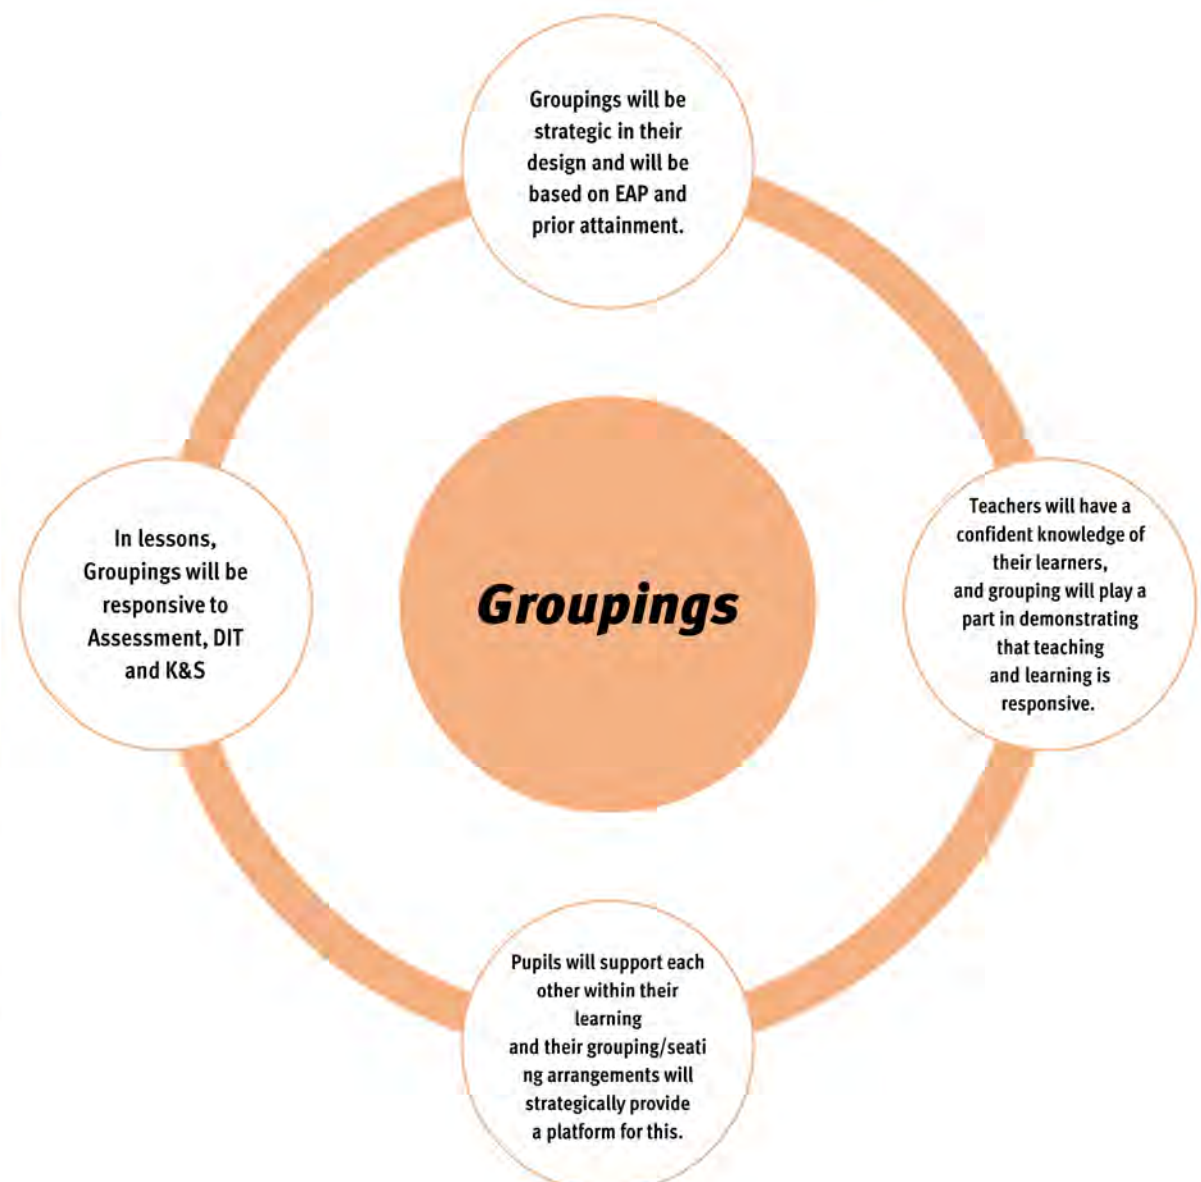 Groupings will be
strategic in their
design and will be
based on EAP and
prior attainment.
In lessons,
Groupings will be
responsive to
Assessment, DIT
and K&S
Groupings
Teachers will have a
confident knowledge of
their learners,
and grouping will play a
part in demonstrating
that teaching
and learning is
responsive.
Pupils will support each
other within their
learning
and their grouping/seati
ng arrangements will
strategically provide
a platform for this.